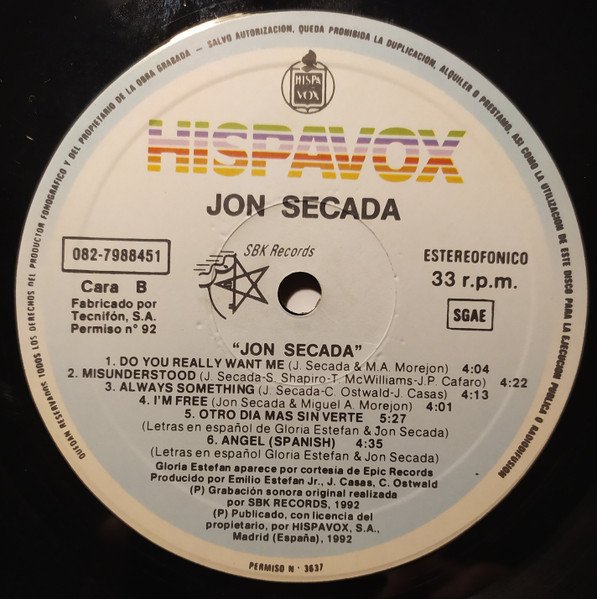 QUEDAN RESERVADOS TODOS LOS DERECHOS DEL PRODUCTOR FONOGRAFICO Y DEL PROPIETARIO DE LA OBRA GRABADA - SALVO AUTORIZACION, QUEDA PROHIBIDA LA DUPLICACION, ALQUILER O PRESTAMO, ASI COMO LA UTILIZACION DE ESTE DISCO PARA LA EJECUCION PUBLICA O RADIODIFUSION
HISPA
VOX
HISPAVOX
JON SECADA
082-7988451
Cara B
Fabricado por
Tecnifón, S.A.
Permiso n° 92
SBK Records
ESTEREOFONICO
33 r.p.m.
SGAE
"JON SECADA"
1. DO YOU REALLY WANT ME (J. Secada & M.A. Morejon) 4:04
2. MISUNDERSTOOD (J. Secada-S. Shapiro-T. McWilliams-J.P. Cafaro) 4:22
3. ALWAYS SOMETHING (J. Secada-C. Ostwald-J. Casas) 4:13
4. I'M FREE (Jon Secada & Miguel A. Morejon) 4:01
5. OTRO DIA MAS SIN VERTE 5:27
(Letras en español Gloria Estefan & Jon Secada)
6. ANGEL (SPANISH) 4:35
(Letras en español Gloria Estefan & Jon Secada)
Gloria Estefan aparece por cortesía de Epic Records
Producido por Emilio Estefan Jr., J. Casas, C. Ostwald
(P) Grabación sonora original realizada
por SBK RECORDS, 1992
(P) Publicado, con licencia del
propietario, por HISPAVOX, S.A.,
Madrid (España), 1992
PERMISO N · 3637